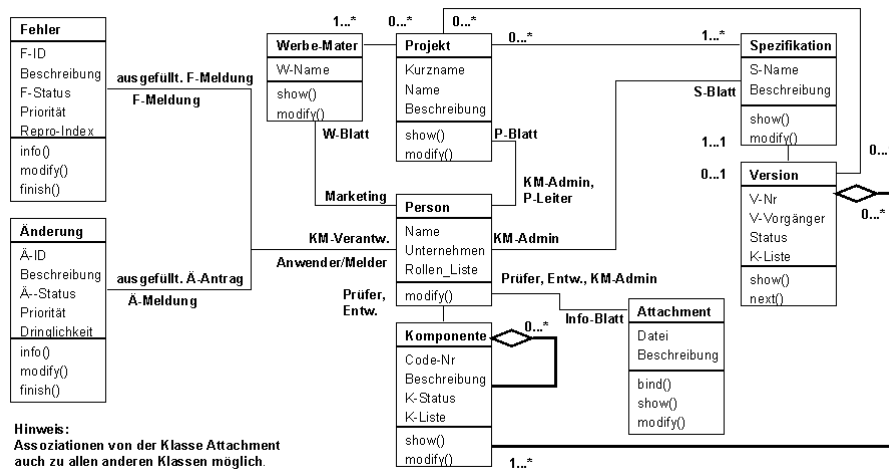 1...*
0...*
0...*
Fehler
F-ID
Beschreibung
F-Status
Priorität
Repro-Index
info()
modify()
finish()
ausgefüllt. F-Meldung
F-Meldung
Werbe-Mater
W-Name
show()
modify()
W-Blatt
Projekt
Kurzname
Name
Beschreibung
show()
modify()
P-Blatt
0...*
1...*
Spezifikation
S-Name
Beschreibung
show()
modify()
S-Blatt
1...1
0...1
0...
Version
V-Nr
V-Vorgänger
Status
K-Liste
show()
next()
0...*
Marketing
KM-Admin,
P-Leiter
Person
Name
Unternehmen
Rollen_Liste
modify()
KM-Verantw.
Anwender/Melder
KM-Admin
Änderung
Ä-ID
Beschreibung
Ä--Status
Priorität
Dringlichkeit
info()
modify()
finish()
ausgefüllt. Ä-Antrag
Ä-Meldung
Prüfer, Entw., KM-Admin
Prüfer,
Entw.
Info-Blatt
Attachment
Datei
Beschreibung
bind()
show()
modify()
0...*
Komponente
Code-Nr
Beschreibung
K-Status
K-Liste
show()
modify()
1...*
Hinweis:
Assoziationen von der Klasse Attachment
auch zu allen anderen Klassen möglich.